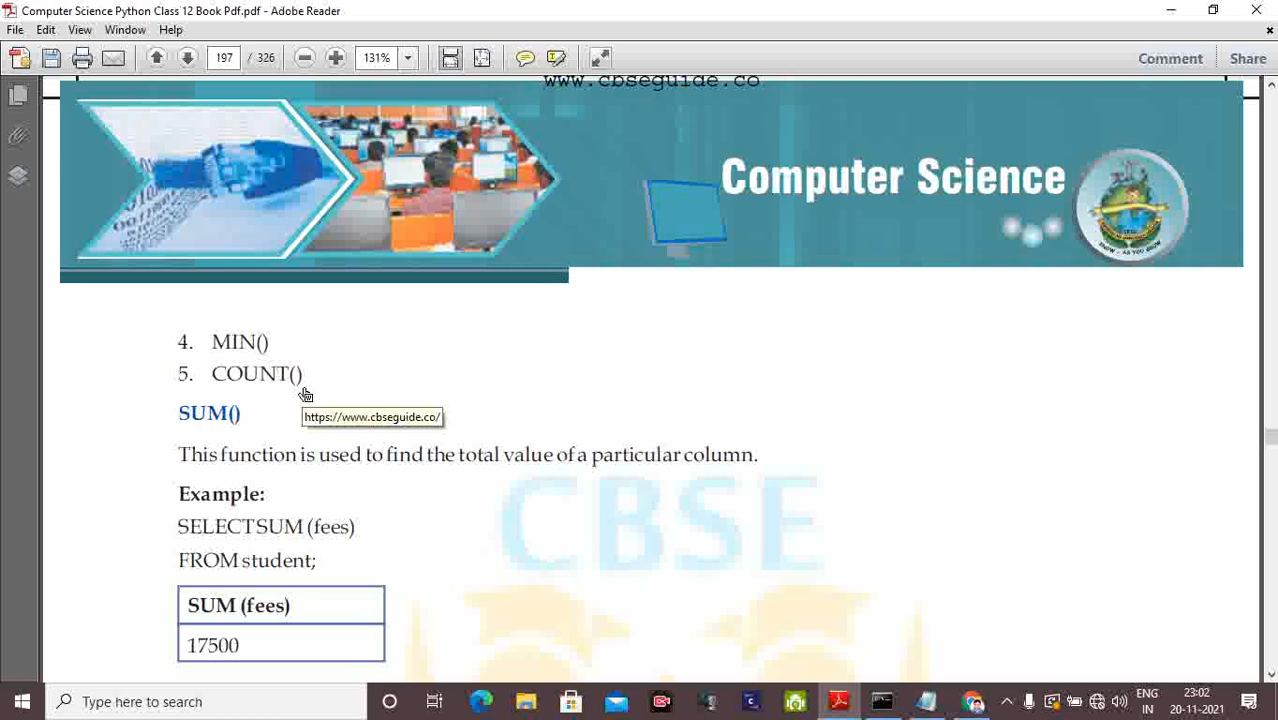 Computer Science Python Class 12 Book Pdf.pdf - Adobe Reader
File Edit View Window Help
197 / 326 131% Comment Share
www.cbseguide.co
Computer Science
4. MIN()
5. COUNT()
SUM()
https://www.cbseguide.co/
This function is used to find the total value of a particular column.
Example:
SELECT SUM (fees)
FROM student;
SUM (fees)
17500
CBSE
Type here to search
ENG
IN
23:02
20-11-2021